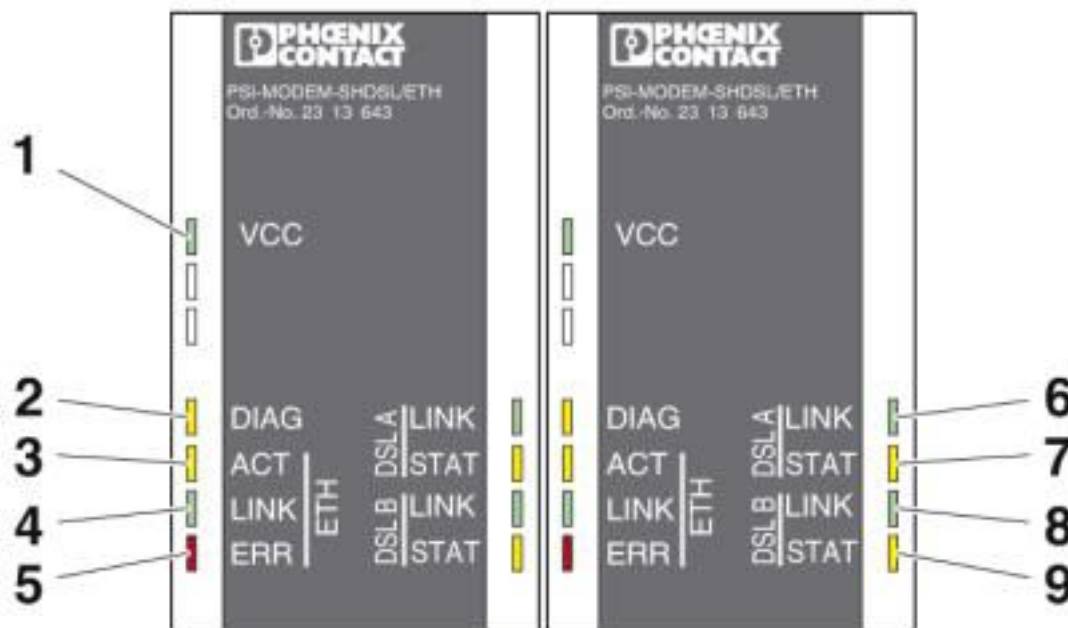 PHŒNIX
CONTACT
PSI-MODEM-SHDSL/ETH
Ord.-No. 23 13 643
1
VCC
2
DIAG
3
ACT
4
LINK
5
ERR
ETH
DSL A
LINK
STAT
DSL B
LINK
STAT
PHŒNIX
CONTACT
PSI-MODEM-SHDSL/ETH
Ord.-No. 23 13 643
VCC
DIAG
ACT
LINK
ERR
ETH
DSL A
LINK
6
STAT
7
DSL B
LINK
8
STAT
9